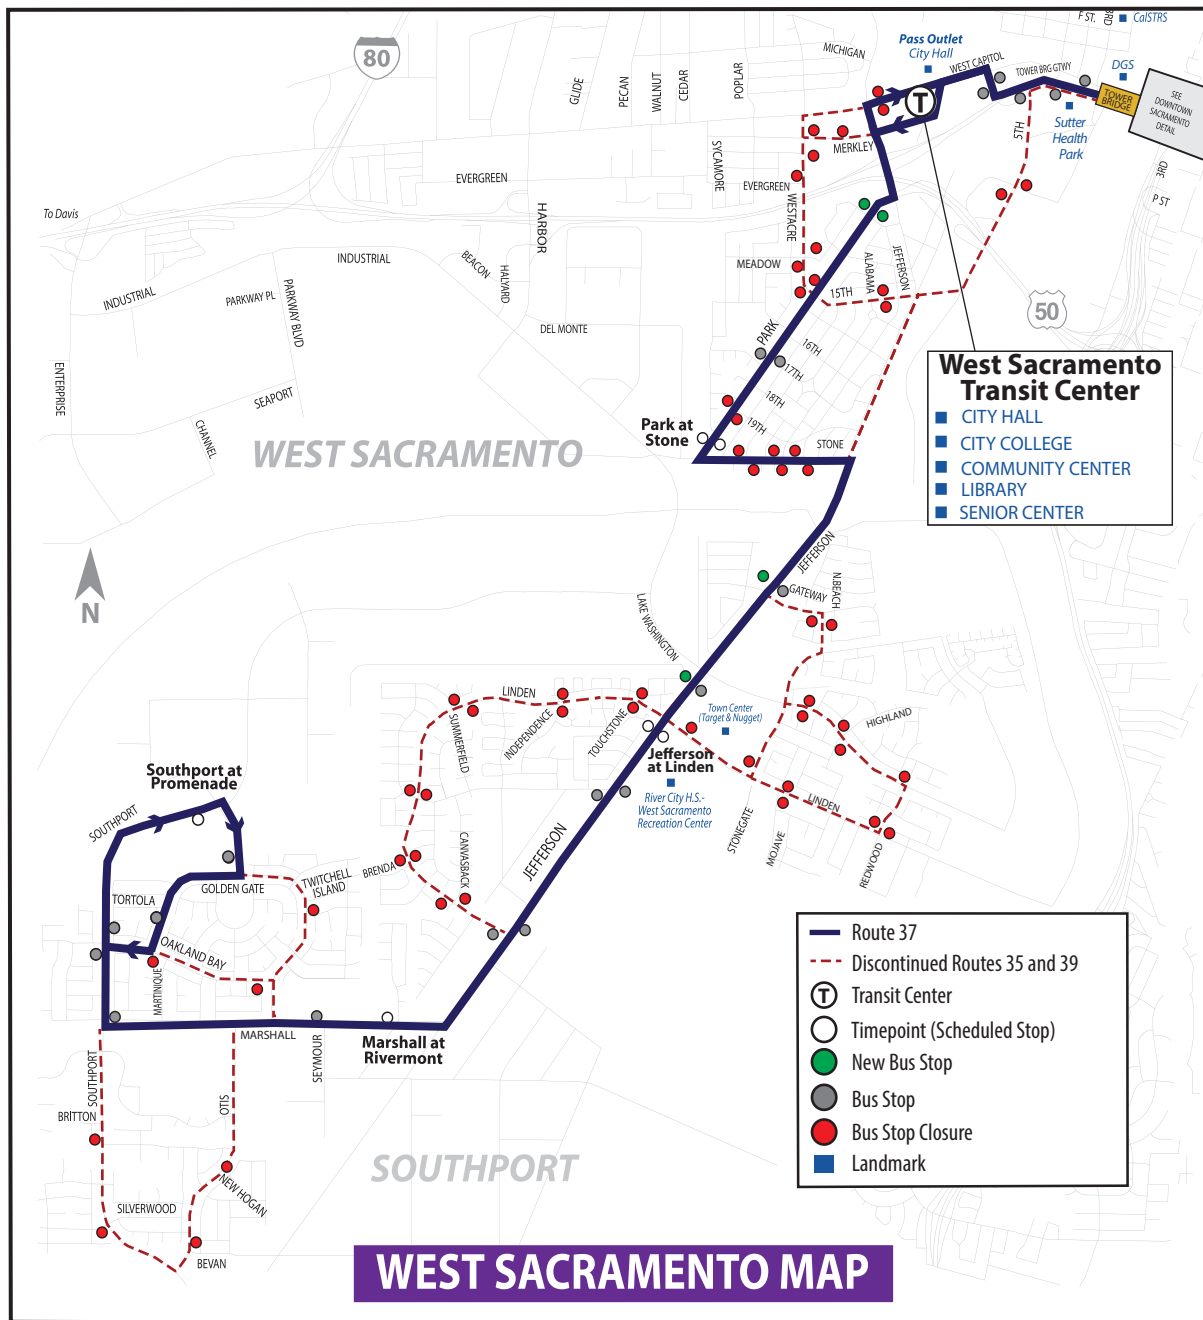 F ST.
3RD
CalSTRS
80
MICHIGAN
Pass Outlet
City Hall
WEST CAPITOL
TOWER BRG GTWY
DGS
TOWER
BRIDGE
SEE
DOWNTOWN
SACRAMENTO
DETAIL
GLIDE
PECAN
WALNUT
CEDAR
POPLAR
T
5TH
Sutter
Health
Park
SYCAMORE
MERKLEY
3RD
P ST
EVERGREEN
EVERGREEN
WESTACRE
To Davis
HARBOR
INDUSTRIAL
BEACON
HALYARD
MEADOW
ALABAMA
JEFFERSON
INDUSTRIAL
PARKWAY PL
PARKWAY BLVD
15TH
50
DEL MONTE
PARK
16TH
17TH
18TH
19TH
ENTERPRISE
SEAPORT
CHANNEL
West Sacramento
Transit Center
CITY HALL
CITY COLLEGE
COMMUNITY CENTER
LIBRARY
SENIOR CENTER
Park at
Stone
STONE
WEST SACRAMENTO
N
JEFFERSON
GATEWAY
N.BEACH
LAKE WASHINGTON
LINDEN
SUMMERFIELD
INDEPENDENCE
TOUCHSTONE
Town Center
(Target & Nugget)
HIGHLAND
Jefferson
at Linden
River City H.S.-
West Sacramento
Recreation Center
Southport at
Promenade
SOUTHPORT
LINDEN
STONEGATE
MOJAVE
REDWOOD
JEFFERSON
CANVASBACK
BRENDA
TWITCHELL
ISLAND
GOLDEN GATE
TORTOLA
OAKLAND BAY
MARTINIQUE
MARSHALL
SEYMOUR
Marshall at
Rivermont
SOUTHPORT
BRITTON
OTIS
NEW HOGAN
SILVERWOOD
BEVAN
SOUTHPORT
Route 37
Discontinued Routes 35 and 39
T
Transit Center
Timepoint (Scheduled Stop)
New Bus Stop
Bus Stop
Bus Stop Closure
Landmark
WEST SACRAMENTO MAP